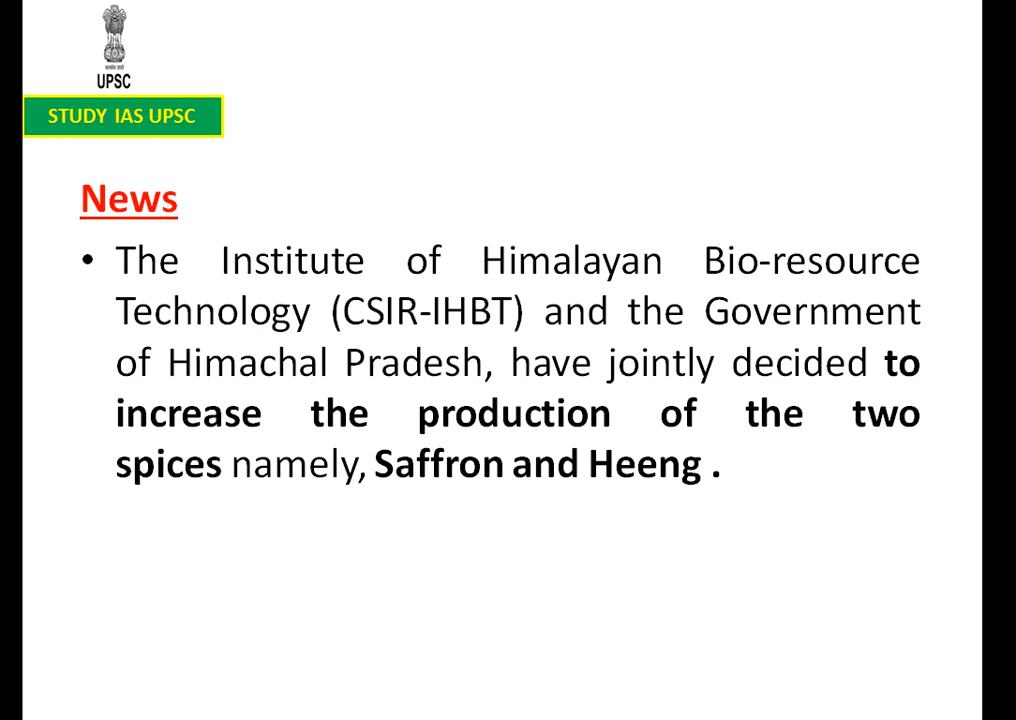 UPSC
STUDY IAS UPSC
News
• The Institute of Himalayan Bio-resource
Technology (CSIR-IHBT) and the Government
of Himachal Pradesh, have jointly decided to
increase the production of the two
spices namely, Saffron and Heeng .